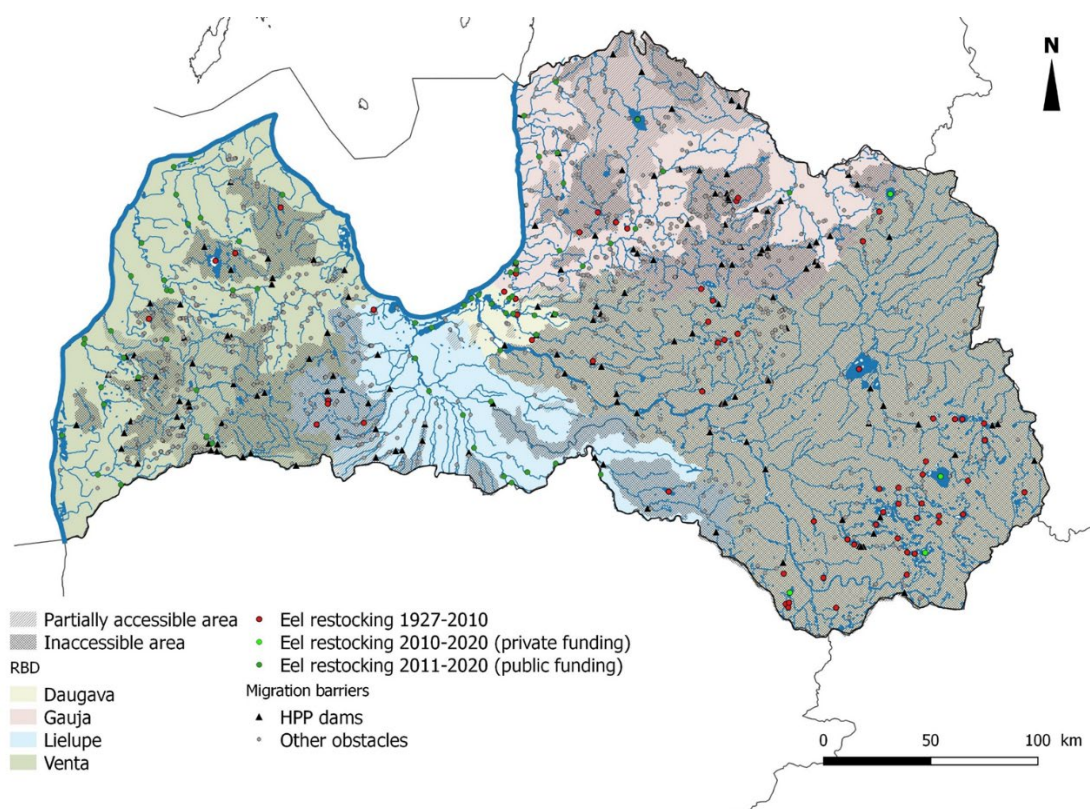 N
Partially accessible area
Inaccessible area
RBD
Daugava
Gauja
Lielupe
Venta
Eel restocking 1927-2010
Eel restocking 2010-2020 (private funding)
Eel restocking 2011-2020 (public funding)
Migration barriers
HPP dams
Other obstacles
0 50 100 km